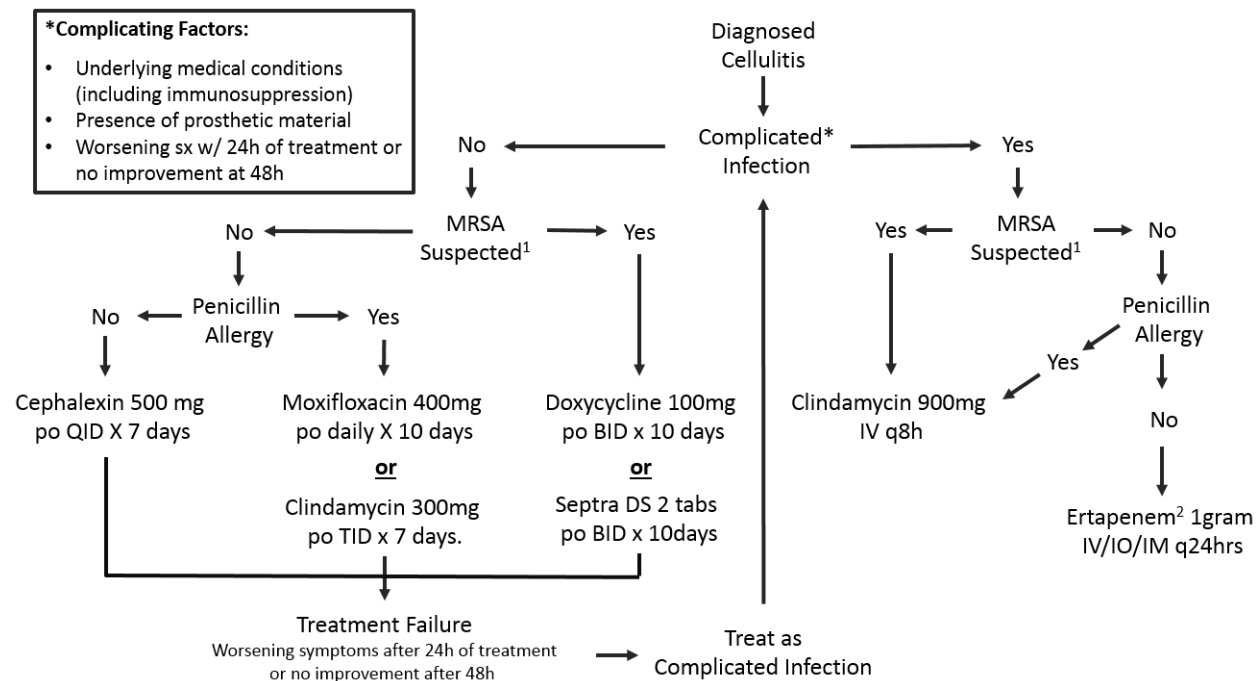 *Complicating Factors:
• Underlying medical conditions
(including immunosuppression)
• Presence of prosthetic material
• Worsening sx w/ 24h of treatment or
no improvement at 48h
Diagnosed
Cellulitis
No
Complicated*
Infection
Yes
No
MRSA
Suspected¹
Yes
Yes
MRSA
Suspected¹
No
No
Penicillin
Allergy
Yes
Penicillin
Allergy
Yes
No
Cephalexin 500 mg
po QID X 7 days
Moxifloxacin 400mg
po daily X 10 days
or
Clindamycin 300mg
po TID x 7 days.
Doxycycline 100mg
po BID x 10 days
or
Septra DS 2 tabs
po BID x 10days
Clindamycin 900mg
IV q8h
Ertapenem² 1gram
IV/IO/IM q24hrs
Treatment Failure
Worsening symptoms after 24h of treatment
or no improvement after 48h
Treat as
Complicated Infection